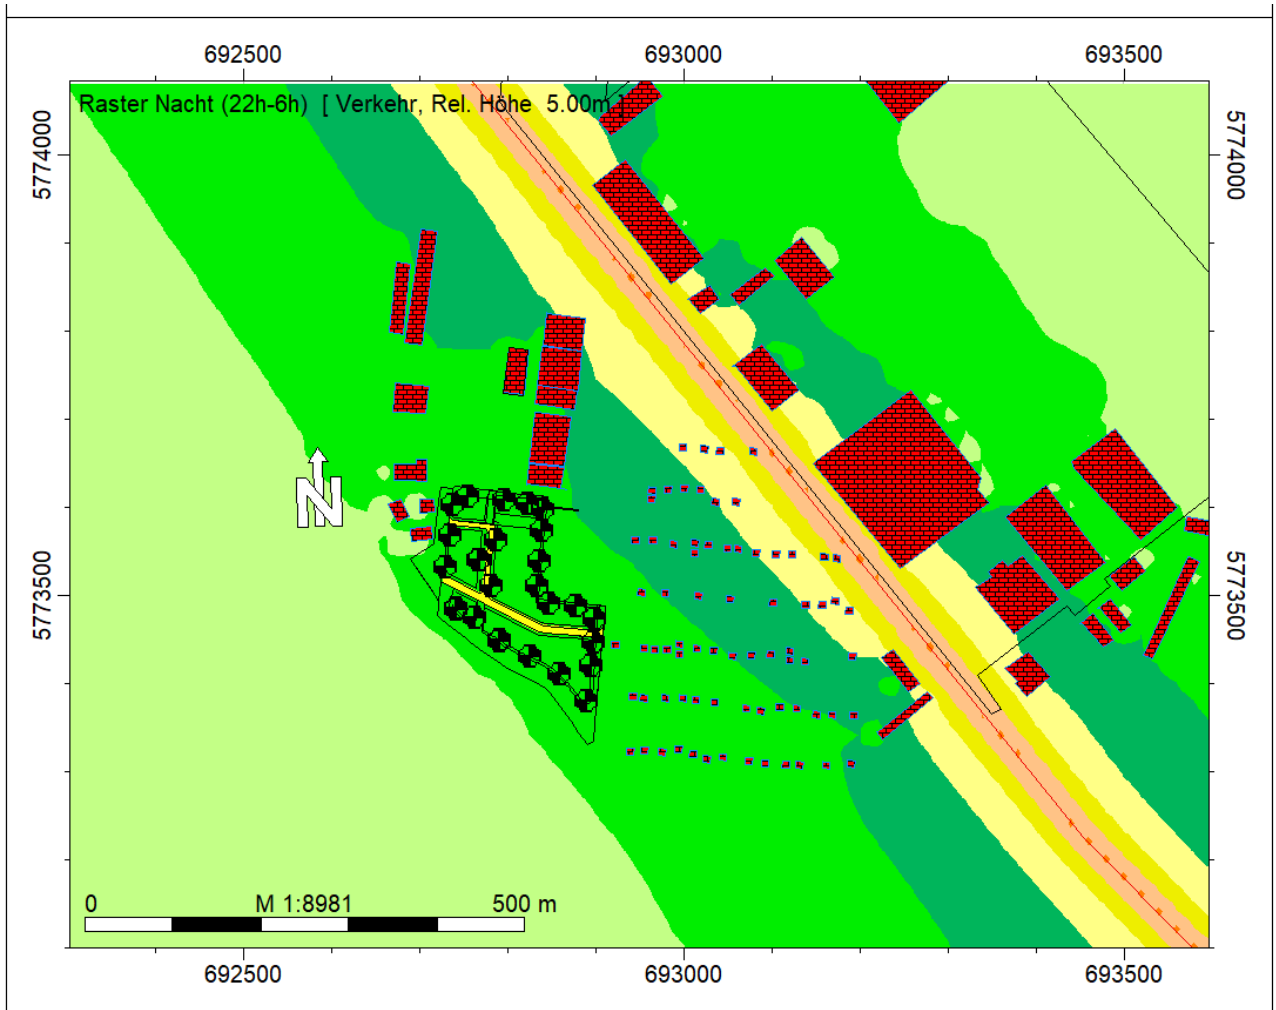 692500 693000 693500
Raster Nacht (22h-6h) [ Verkehr, Rel. Höhe 5.00m ]
5774000 5774000
N
5773500 5773500
0 M 1:8981 500 m
692500 693000 693500